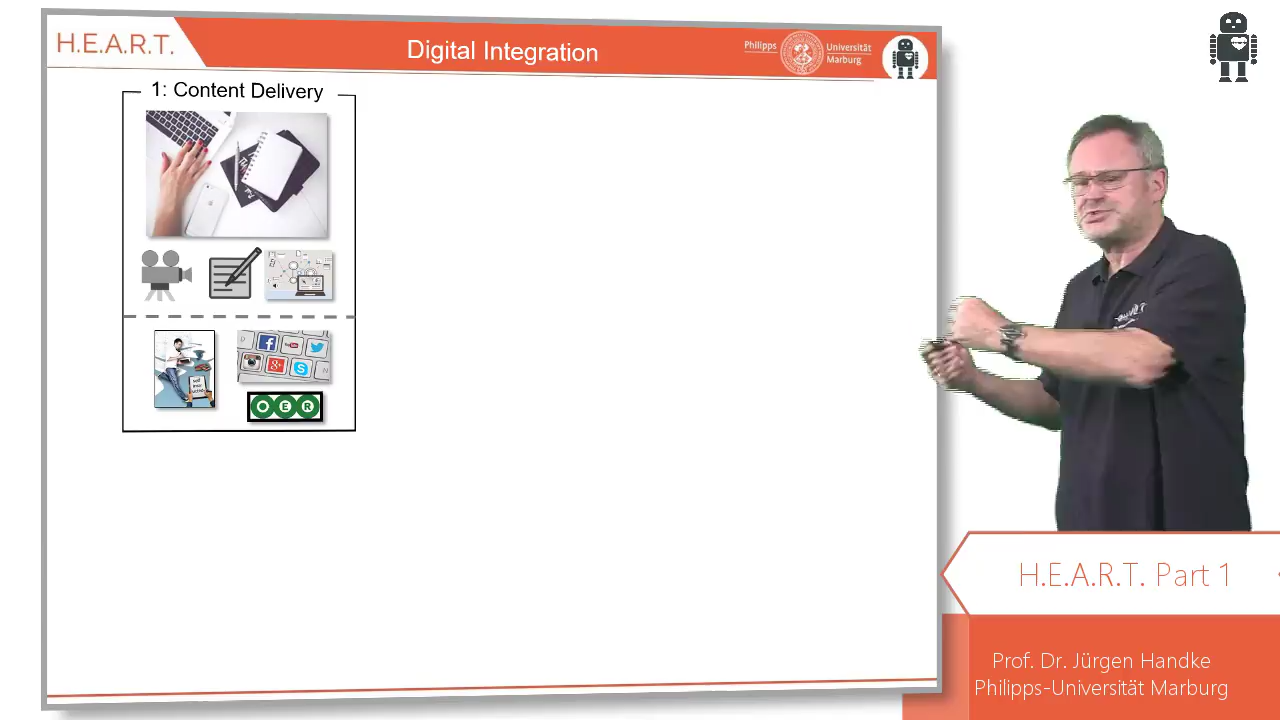 H.E.A.R.T.
Digital Integration
Philipps
Universität
Marburg
1: Content Delivery
OER
H.E.A.R.T. Part 1
Prof. Dr. Jürgen Handke
Philipps-Universität Marburg